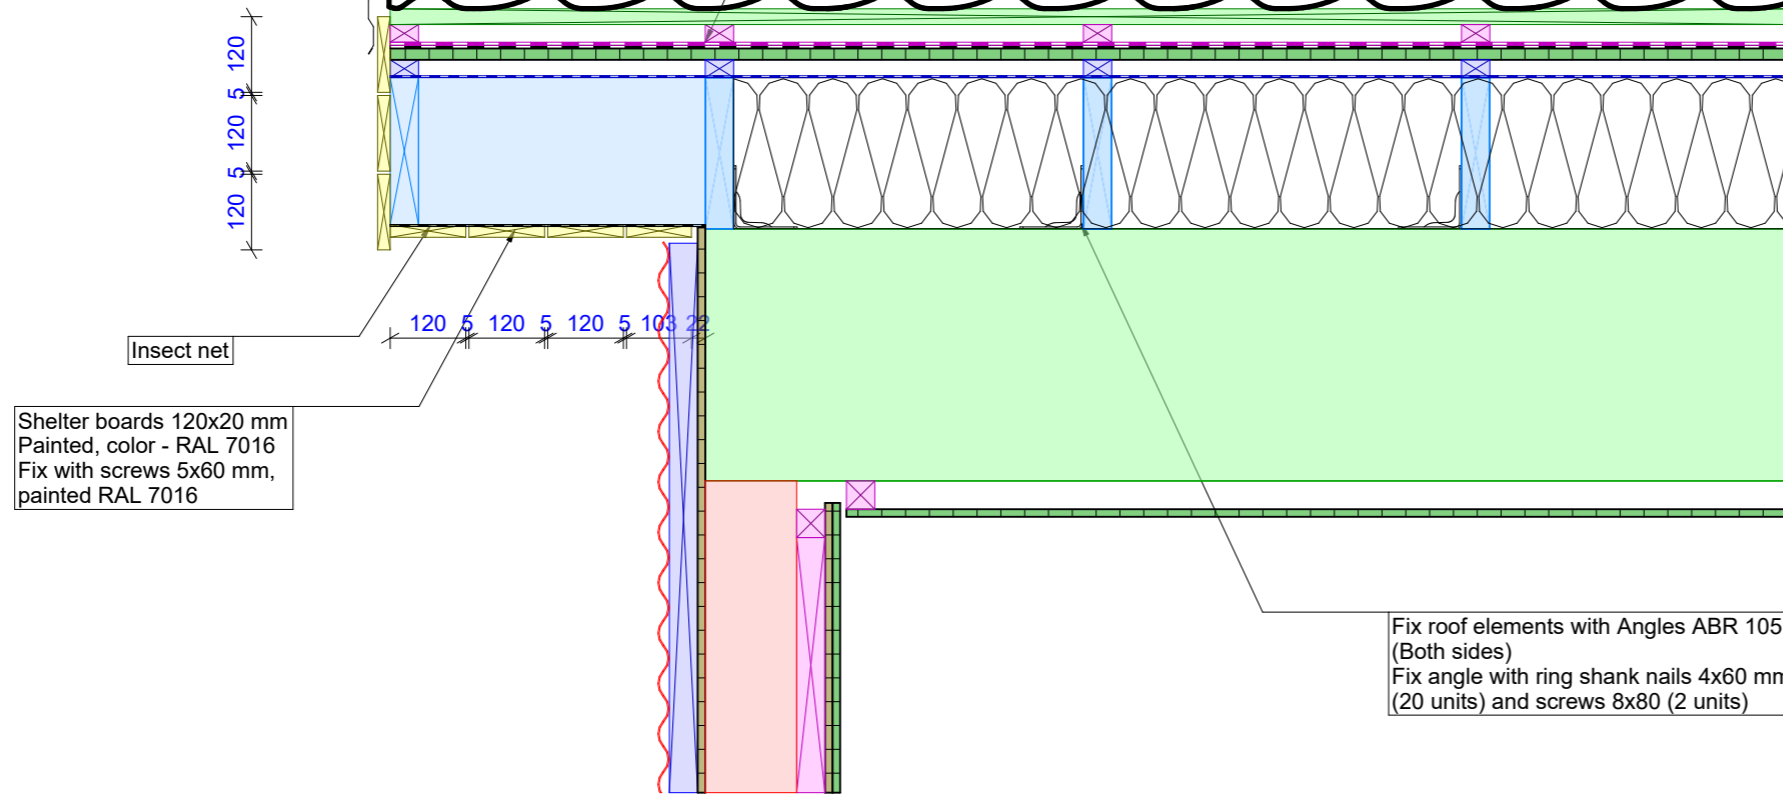 120
5
120
5
120
120 5 120 5 120 5 103 22
Insect net
Shelter boards 120x20 mm
Painted, color - RAL 7016
Fix with screws 5x60 mm,
painted RAL 7016
Fix roof elements with Angles ABR 105
(Both sides)
Fix angle with ring shank nails 4x60 mm
(20 units) and screws 8x80 (2 units)